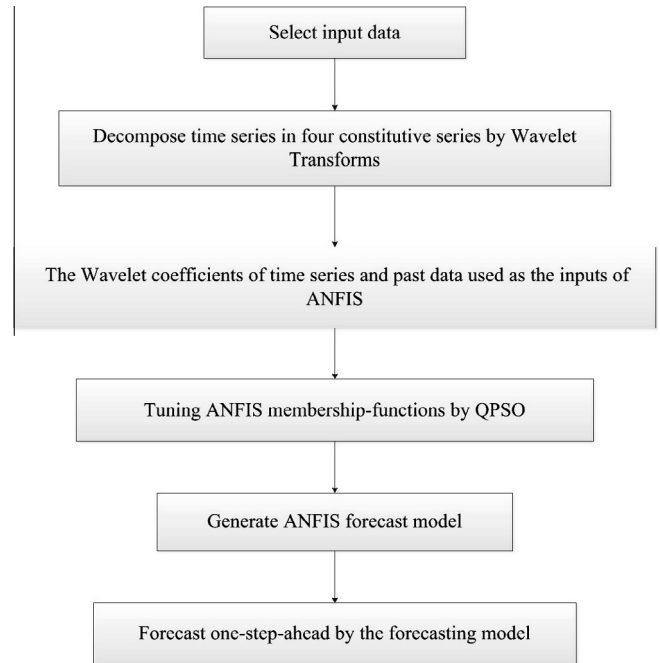 Select input data
Decompose time series in four constitutive series by Wavelet
Transforms
The Wavelet coefficients of time series and past data used as the inputs of
ANFIS
Tuning ANFIS membership-functions by QPSO
Generate ANFIS forecast model
Forecast one-step-ahead by the forecasting model